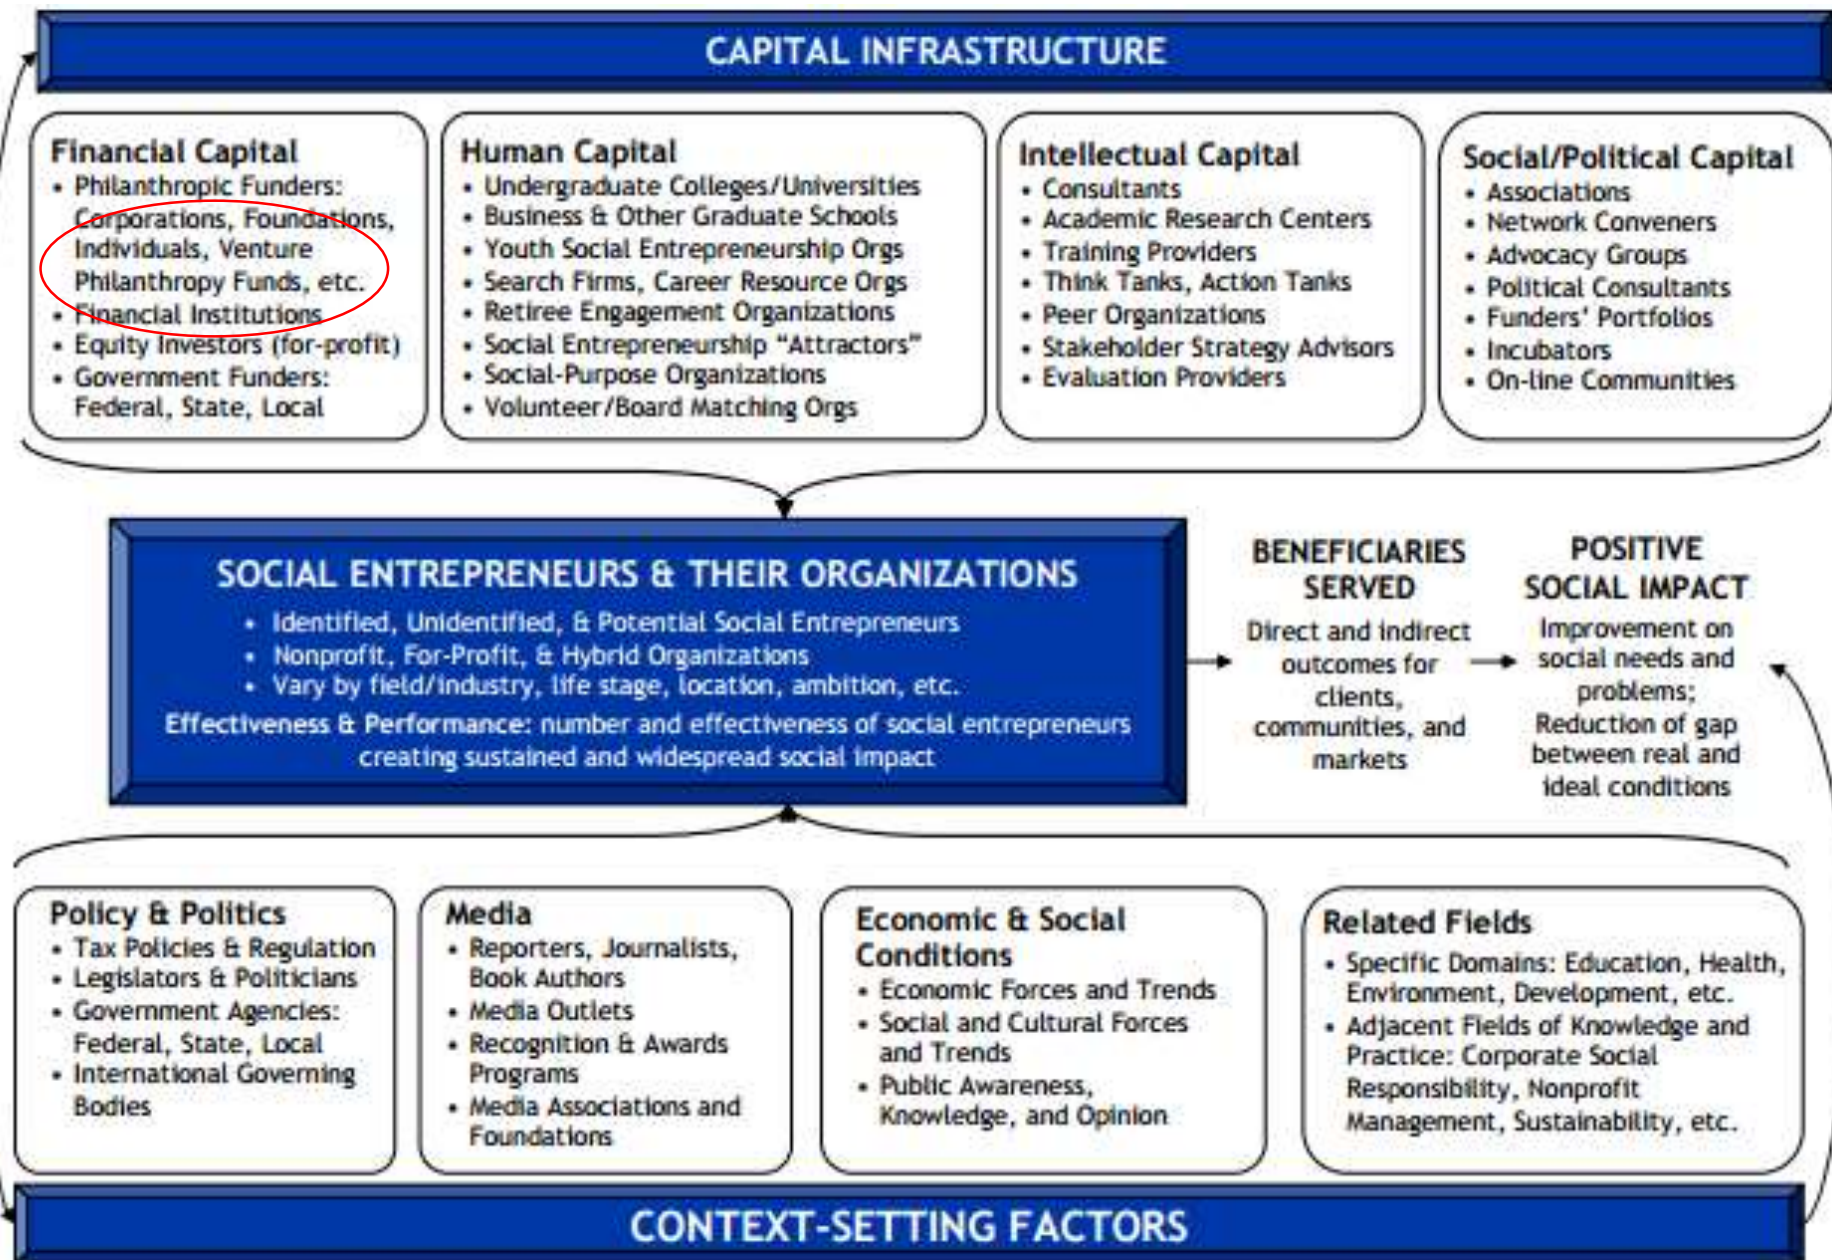 CAPITAL INFRASTRUCTURE
Financial Capital
• Philanthropic Funders:
Corporations, Foundations,
Individuals, Venture
Philanthropy Funds, etc.
• Financial Institutions
• Equity Investors (for-profit)
• Government Funders:
Federal, State, Local
Human Capital
• Undergraduate Colleges/Universities
• Business & Other Graduate Schools
• Youth Social Entrepreneurship Orgs
• Search Firms, Career Resource Orgs
• Retiree Engagement Organizations
• Social Entrepreneurship “Attractors”
• Social-Purpose Organizations
• Volunteer/Board Matching Orgs
Intellectual Capital
• Consultants
• Academic Research Centers
• Training Providers
• Think Tanks, Action Tanks
• Peer Organizations
• Stakeholder Strategy Advisors
• Evaluation Providers
Social/Political Capital
• Associations
• Network Conveners
• Advocacy Groups
• Political Consultants
• Funders’ Portfolios
• Incubators
• On-line Communities
SOCIAL ENTREPRENEURS & THEIR ORGANIZATIONS
• Identified, Unidentified, & Potential Social Entrepreneurs
• Nonprofit, For-Profit, & Hybrid Organizations
• Vary by field/industry, life stage, location, ambition, etc.
Effectiveness & Performance: number and effectiveness of social entrepreneurs
creating sustained and widespread social impact
BENEFICIARIES
SERVED
Direct and indirect
outcomes for
clients,
communities, and
markets
POSITIVE
SOCIAL IMPACT
Improvement on
social needs and
problems;
Reduction of gap
between real and
ideal conditions
Policy & Politics
• Tax Policies & Regulation
• Legislators & Politicians
• Government Agencies:
Federal, State, Local
• International Governing
Bodies
Media
• Reporters, Journalists,
Book Authors
• Media Outlets
• Recognition & Awards
Programs
• Media Associations and
Foundations
Economic & Social
Conditions
• Economic Forces and Trends
• Social and Cultural Forces
and Trends
• Public Awareness,
Knowledge, and Opinion
Related Fields
• Specific Domains: Education, Health,
Environment, Development, etc.
• Adjacent Fields of Knowledge and
Practice: Corporate Social
Responsibility, Nonprofit
Management, Sustainability, etc.
CONTEXT-SETTING FACTORS